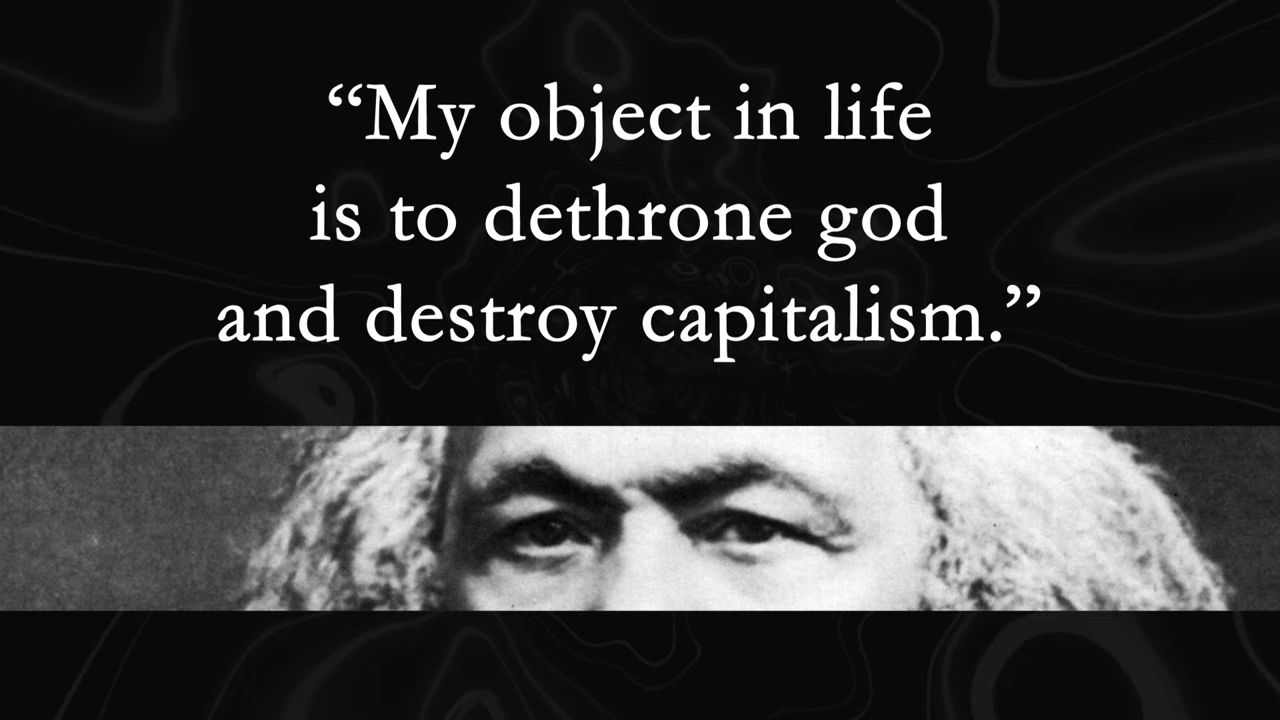 “My object in life
is to dethrone god
and destroy capitalism.”